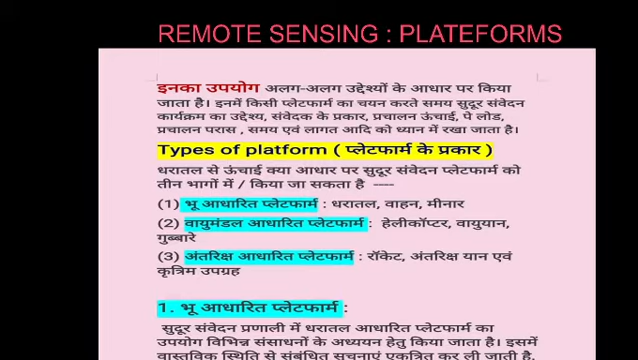 REMOTE SENSING : PLATEFORMS
इनका उपयोग अलग-अलग उद्देश्यों के आधार पर किया
जाता है। इनमें किसी प्लेटफार्म का चयन करते समय सुदूर संवेदन
कार्यक्रम का उद्देश्य, संवेदक के प्रकार, प्रचालन ऊंचाई, पे लोड,
प्रचालन परास , समय एवं लागत आदि को ध्यान में रखा जाता है।
Types of platform ( प्लेटफार्म के प्रकार )
धरातल से ऊंचाई क्या आधार पर सुदूर संवेदन प्लेटफार्म को
तीन भागों में / किया जा सकता है ----
(1) भू आधारित प्लेटफार्म : धरातल, वाहन, मीनार
(2) वायुमंडल आधारित प्लेटफार्म : हेलीकॉप्टर, वायुयान,
गुब्बारे
(3) अंतरिक्ष आधारित प्लेटफार्म : रॉकेट, अंतरिक्ष यान एवं
कृत्रिम उपग्रह
1. भू आधारित प्लेटफार्म :
सुदूर संवेदन प्रणाली में धरातल आधारित प्लेटफार्म का
उपयोग विभिन्न संसाधनों के अध्ययन हेतु किया जाता है। इसमें
वास्तविक स्थिति से संबंधित सूचनाएं एकत्रित कर ली जाती है.